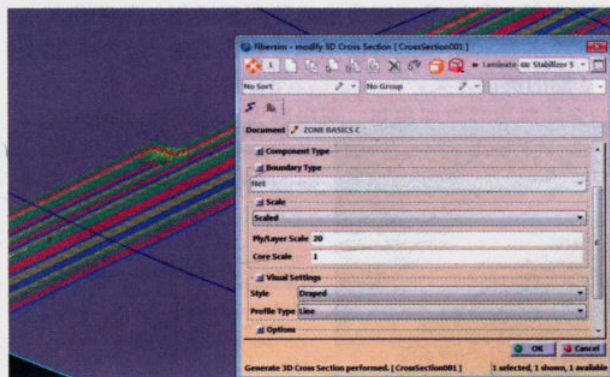 Fibersim - modify 3D Cross Section [ CrossSection001 ]
1 Laminate Stabilizer S
No Sort No Group
Document ZONE BASICS C
Component Type
Boundary Type
Net
Scale
Scaled
Ply/Layer Scale 20
Core Scale 1
Visual Settings
Style Draped
Profile Type Line
Options
OK Cancel
Generate 3D Cross Section performed. [ CrossSection001 ] 1 selected, 1 shown, 1 available